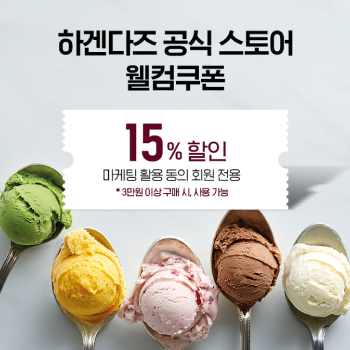 하겐다즈 공식 스토어
웰컴쿠폰
15% 할인
마케팅 활용 동의 회원 전용
* 3만원 이상 구매 시, 사용 가능